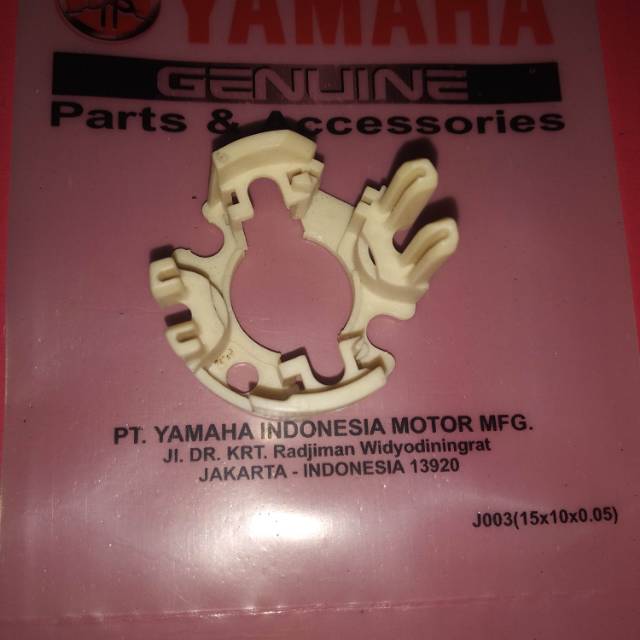 YAMAHA
GENUINE
Parts & Accessories
PT. YAMAHA INDONESIA MOTOR MFG.
Jl. DR. KRT. Radjiman Widyodiningrat
JAKARTA - INDONESIA 13920
J003(15x10x0.05)